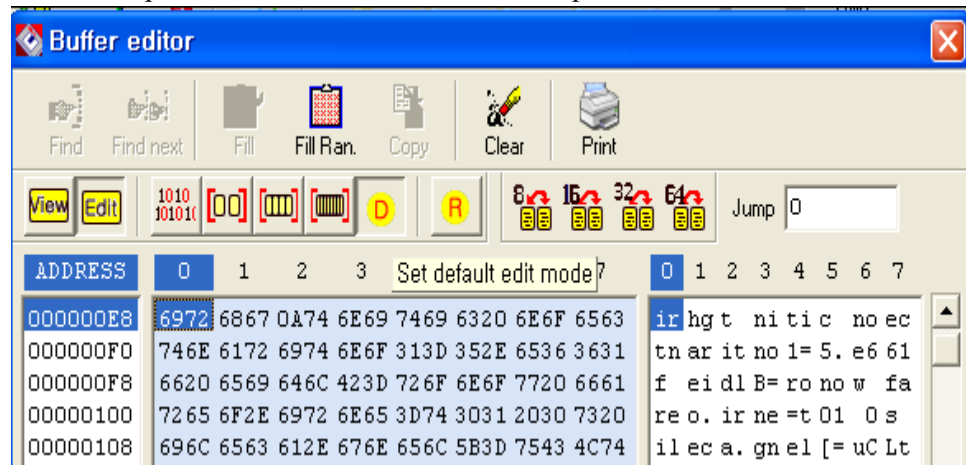 Buffer editor
Find Find next Fill Fill Ran. Copy Clear Print
View Edit 1010 10101( D R 8 16 32 64 Jump 0
ADDRESS 0 1 2 3 Set default edit mode 7 0 1 2 3 4 5 6 7
000000E8 6972 6867 0A74 6E69 7469 6320 6E6F 6563 ir hg t ni ti c no ec
000000F0 746E 6172 6974 6E6F 313D 352E 6536 3631 tn ar it no 1= 5. e6 61
000000F8 6620 6569 646C 423D 726F 6E6F 7720 6661 f ei dl B= ro no w fa
00000100 7265 6F2E 6972 6E65 3D74 3031 2030 7320 re o. ir ne =t 01 0 s
00000108 696C 6563 612E 676E 656C 5B3D 7543 4C74 il ec a. gn el [= uC Lt